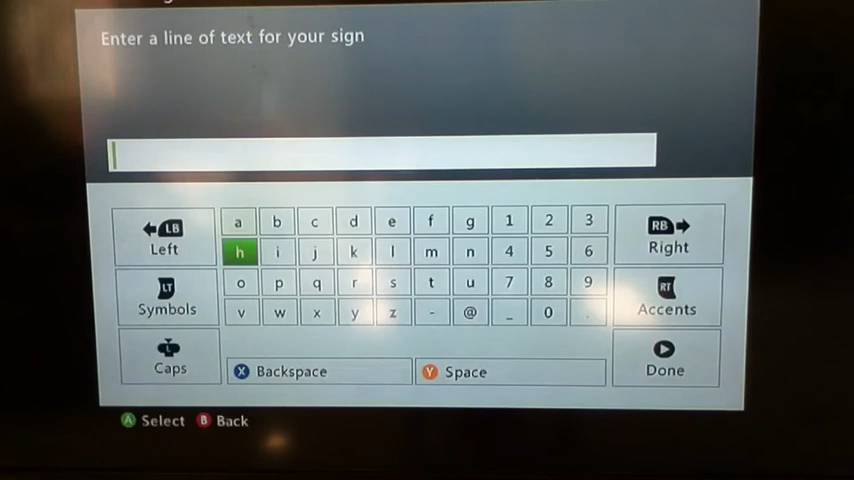 Enter a line of text for your sign
LB
Left
a b c d e f g 1 2 3
RB
Right
h i j k l m n 4 5 6
LT
Symbols
o p q r s t u 7 8 9
RT
Accents
v w x y z - @ _ 0 .
L
Caps
X Backspace
Y Space
Done
A Select B Back